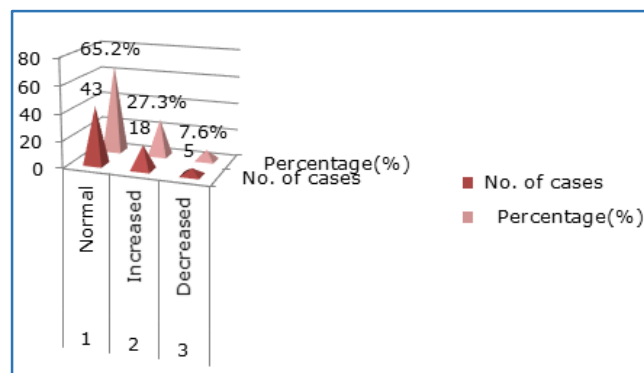 80
60
40
20
0
65.2%
43
27.3%
18
7.6%
5
Percentage(%)
No. of cases
Normal
Increased
Decreased
1
2
3
No. of cases
Percentage(%)